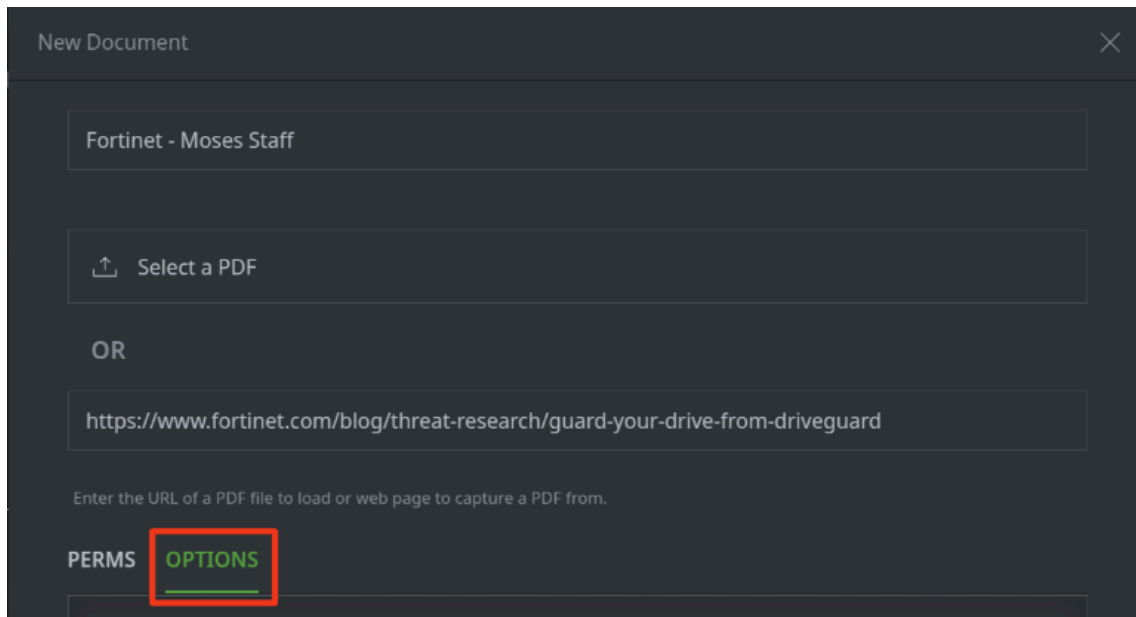 New Document
Fortinet - Moses Staff
Select a PDF
OR
https://www.fortinet.com/blog/threat-research/guard-your-drive-from-driveguard
Enter the URL of a PDF file to load or web page to capture a PDF from.
PERMS OPTIONS